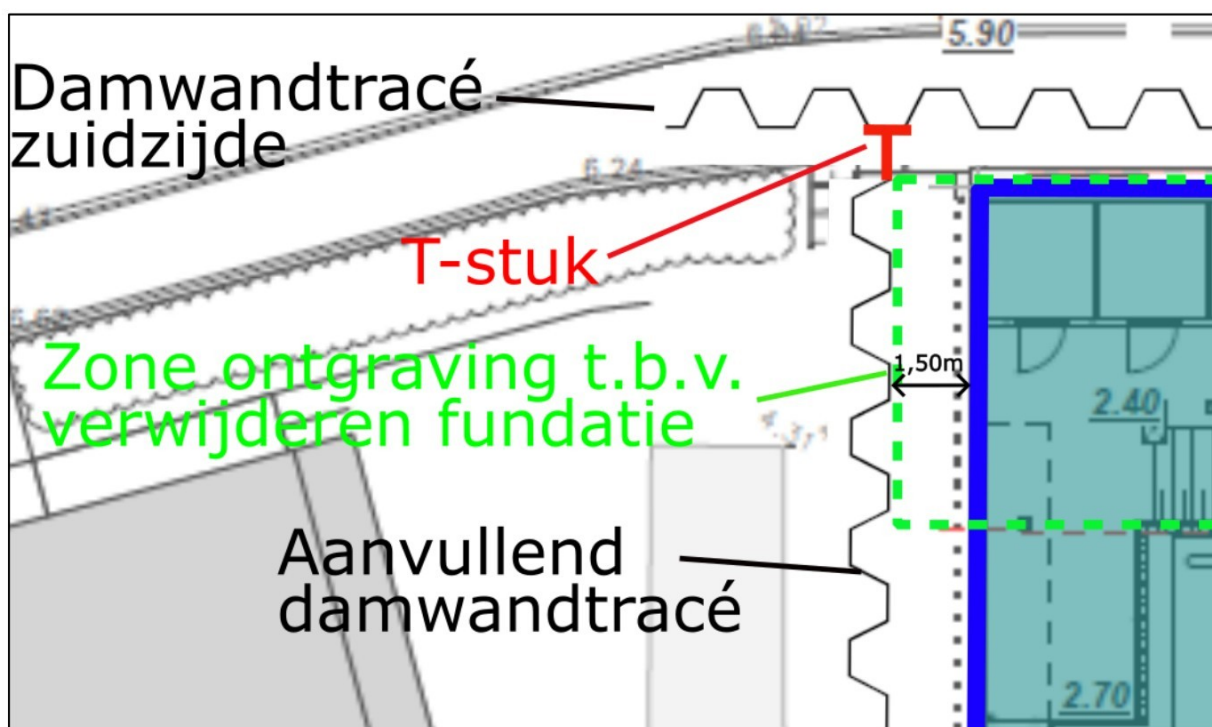 5.90
Damwandtracé
zuidzijde
6.24
T-stuk
Zone ontgraving t.b.v.
verwijderen fundatie
1,50m
2.40
Aanvullend
damwandtracé
2.70